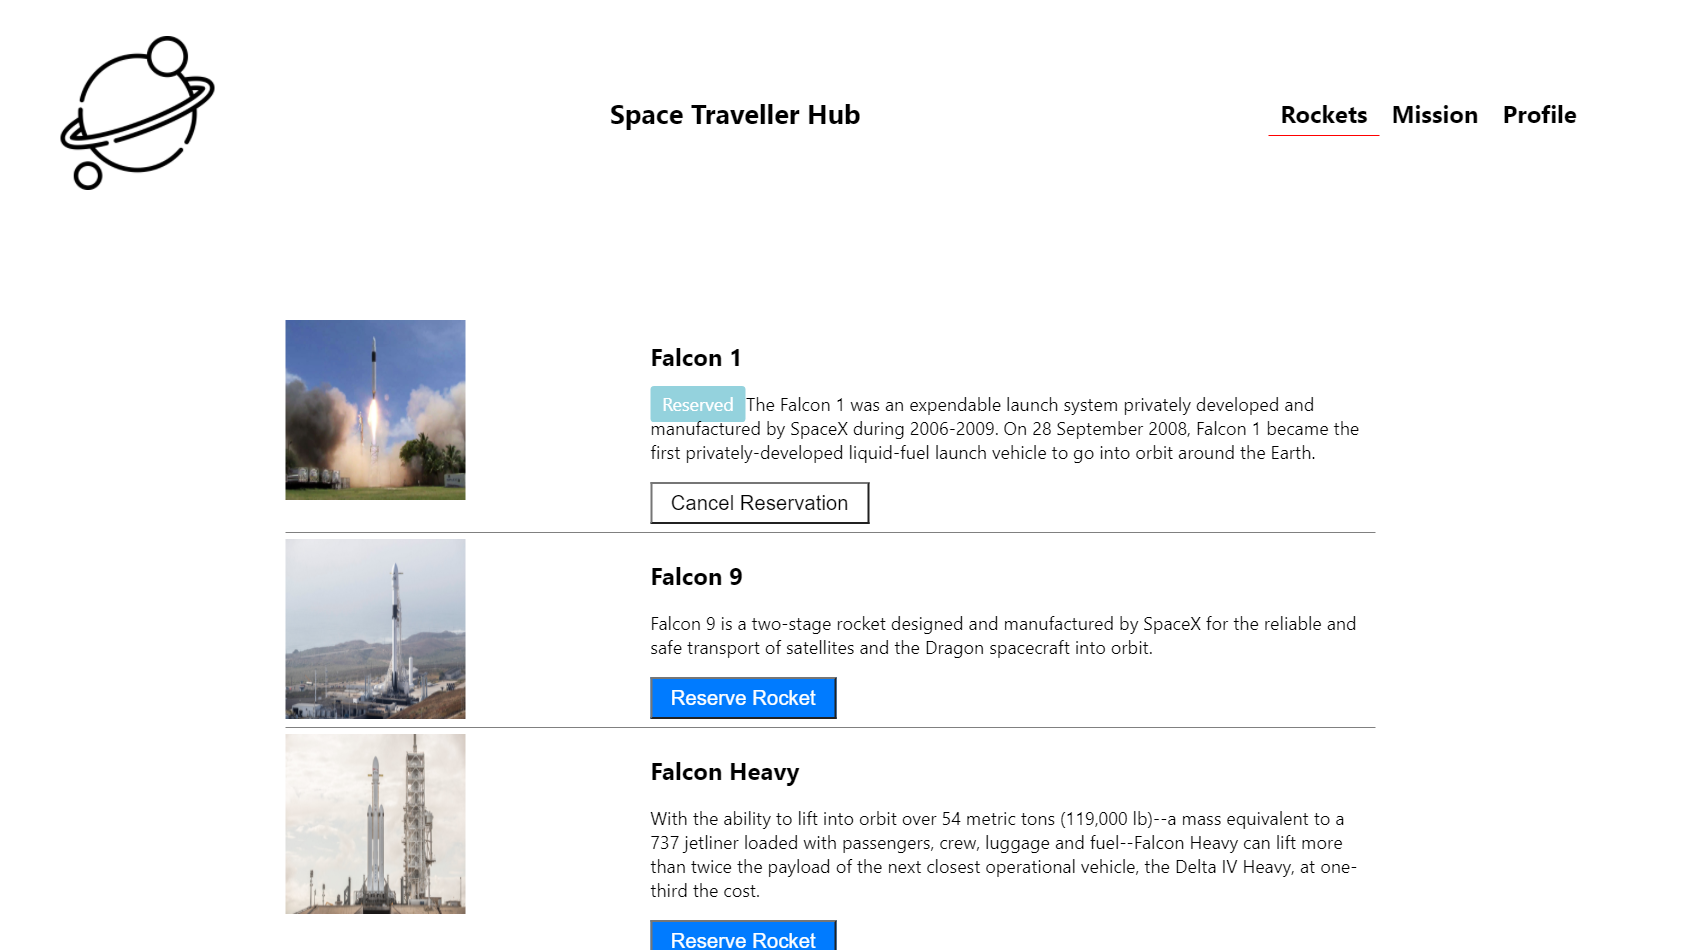 Space Traveller Hub
Rockets Mission Profile
Falcon 1
Reserved The Falcon 1 was an expendable launch system privately developed and
manufactured by SpaceX during 2006-2009. On 28 September 2008, Falcon 1 became the
first privately-developed liquid-fuel launch vehicle to go into orbit around the Earth.
Cancel Reservation
Falcon 9
Falcon 9 is a two-stage rocket designed and manufactured by SpaceX for the reliable and
safe transport of satellites and the Dragon spacecraft into orbit.
Reserve Rocket
Falcon Heavy
With the ability to lift into orbit over 54 metric tons (119,000 lb)--a mass equivalent to a
737 jetliner loaded with passengers, crew, luggage and fuel--Falcon Heavy can lift more
than twice the payload of the next closest operational vehicle, the Delta IV Heavy, at one-
third the cost.
Reserve Rocket